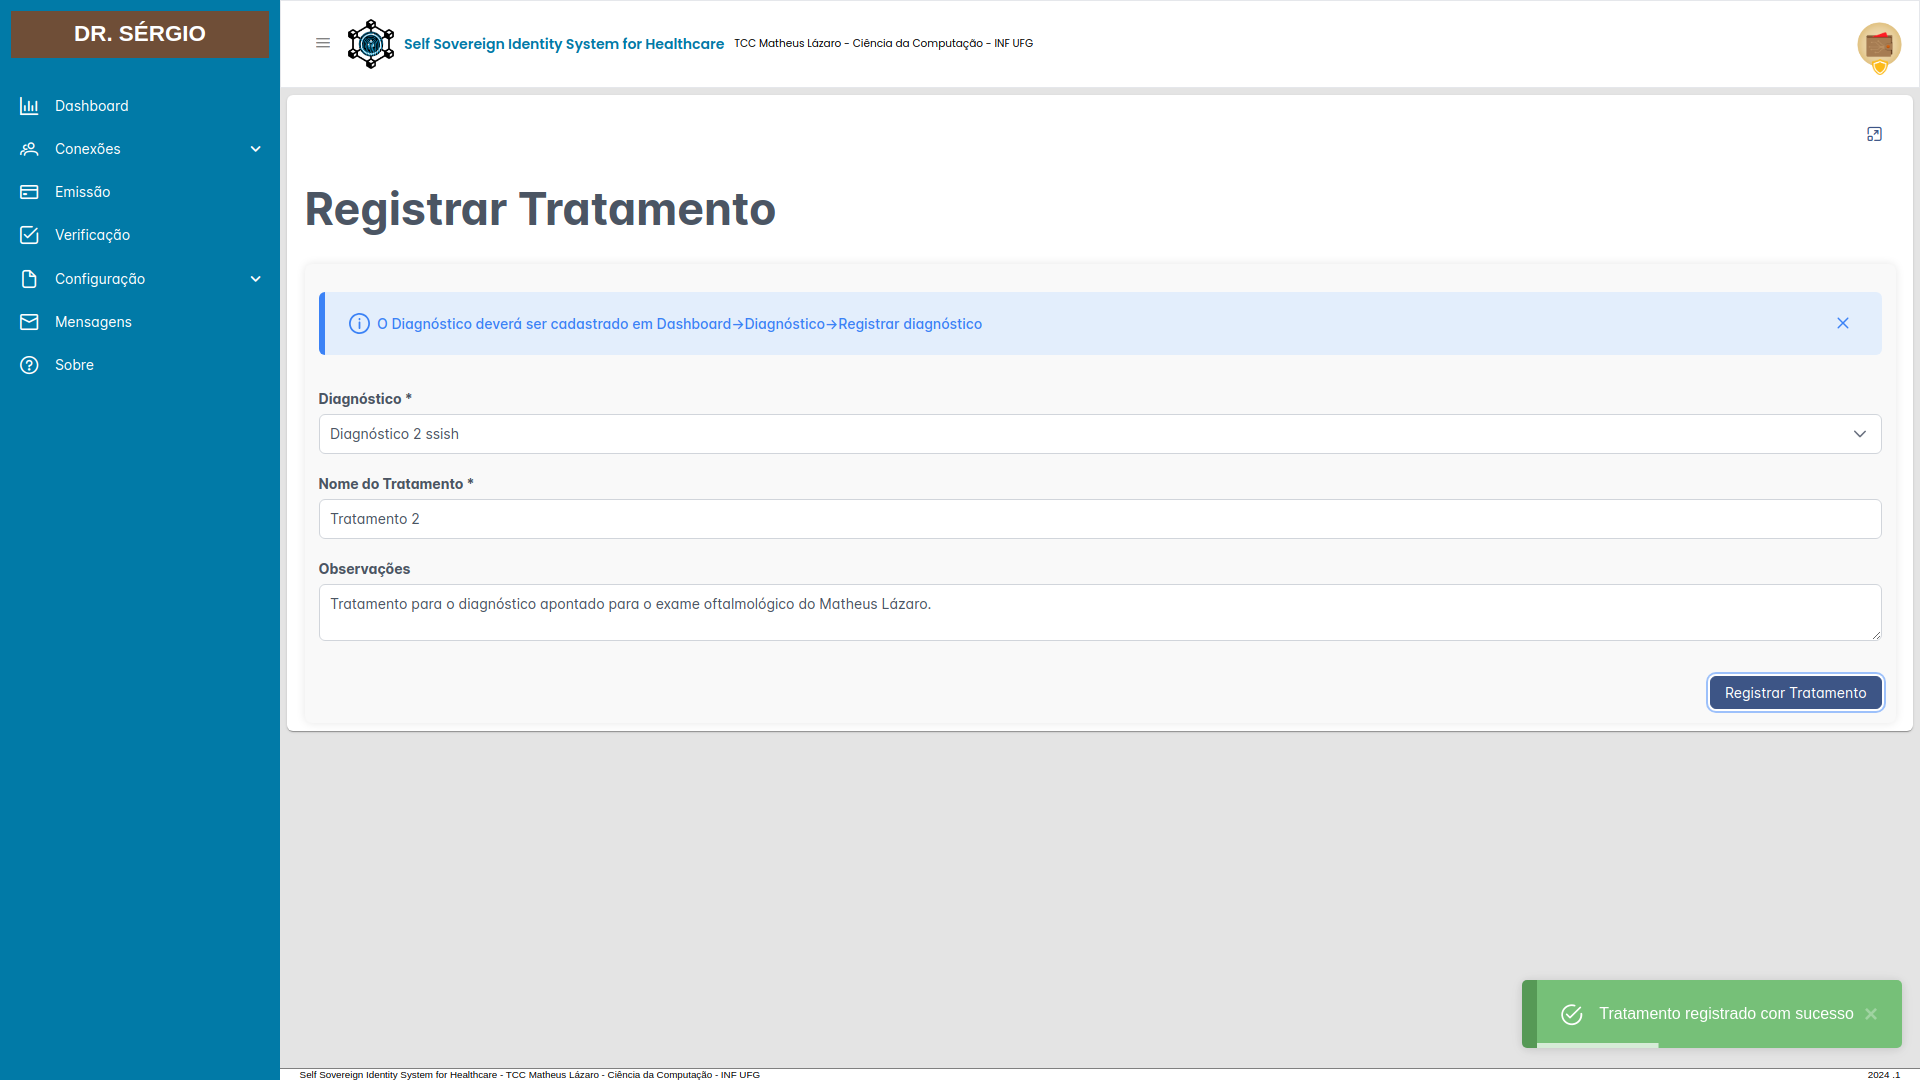 DR. SÉRGIO
Dashboard
Conexões
Emissão
Verificação
Configuração
Mensagens
Sobre
Self Sovereign Identity System for Healthcare TCC Matheus Lázaro - Ciência da Computação - INF UFG
Registrar Tratamento
O Diagnóstico deverá ser cadastrado em Dashboard→Diagnóstico→Registrar diagnóstico
Diagnóstico *
Diagnóstico 2 ssish
Nome do Tratamento *
Tratamento 2
Observações
Tratamento para o diagnóstico apontado para o exame oftalmológico do Matheus Lázaro.
Registrar Tratamento
Tratamento registrado com sucesso
Self Sovereign Identity System for Healthcare - TCC Matheus Lázaro - Ciência da Computação - INF UFG
2024 .1